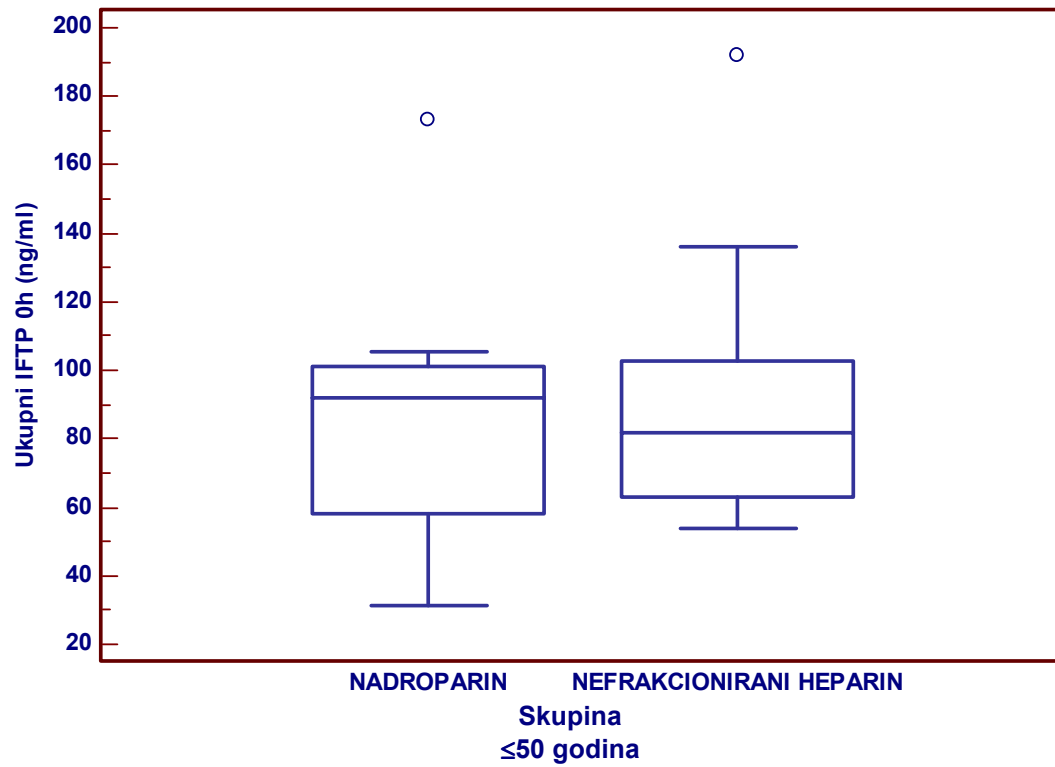 Ukupni IFTP 0h (ng/ml)
200
180
160
140
120
100
80
60
40
20
NADROPARIN NEFRAKCIONIRANI HEPARIN
Skupina
≤50 godina